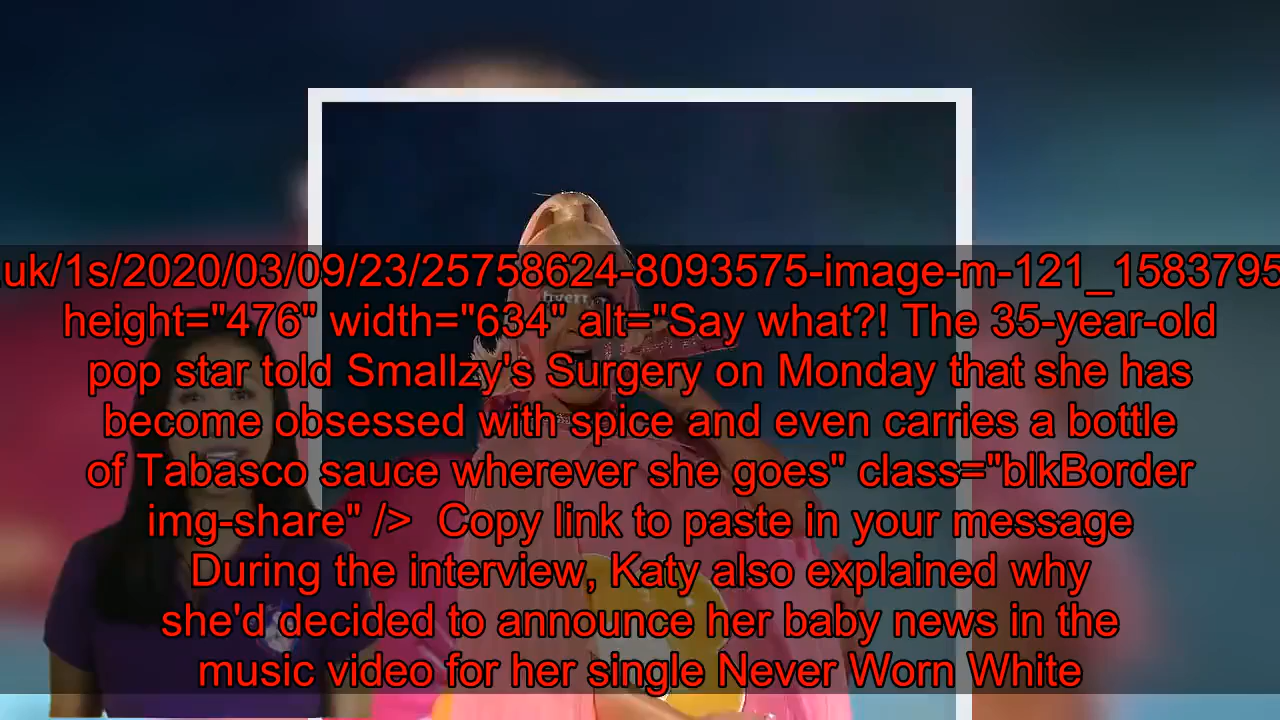 uk/1s/2020/03/09/23/25758624-8093575-image-m-121_1583795
height="476" width="634" alt="Say what?! The 35-year-old
pop star told Smallzy's Surgery on Monday that she has
become obsessed with spice and even carries a bottle
of Tabasco sauce wherever she goes" class="blkBorder
img-share" /> Copy link to paste in your message
During the interview, Katy also explained why
she'd decided to announce her baby news in the
music video for her single Never Worn White